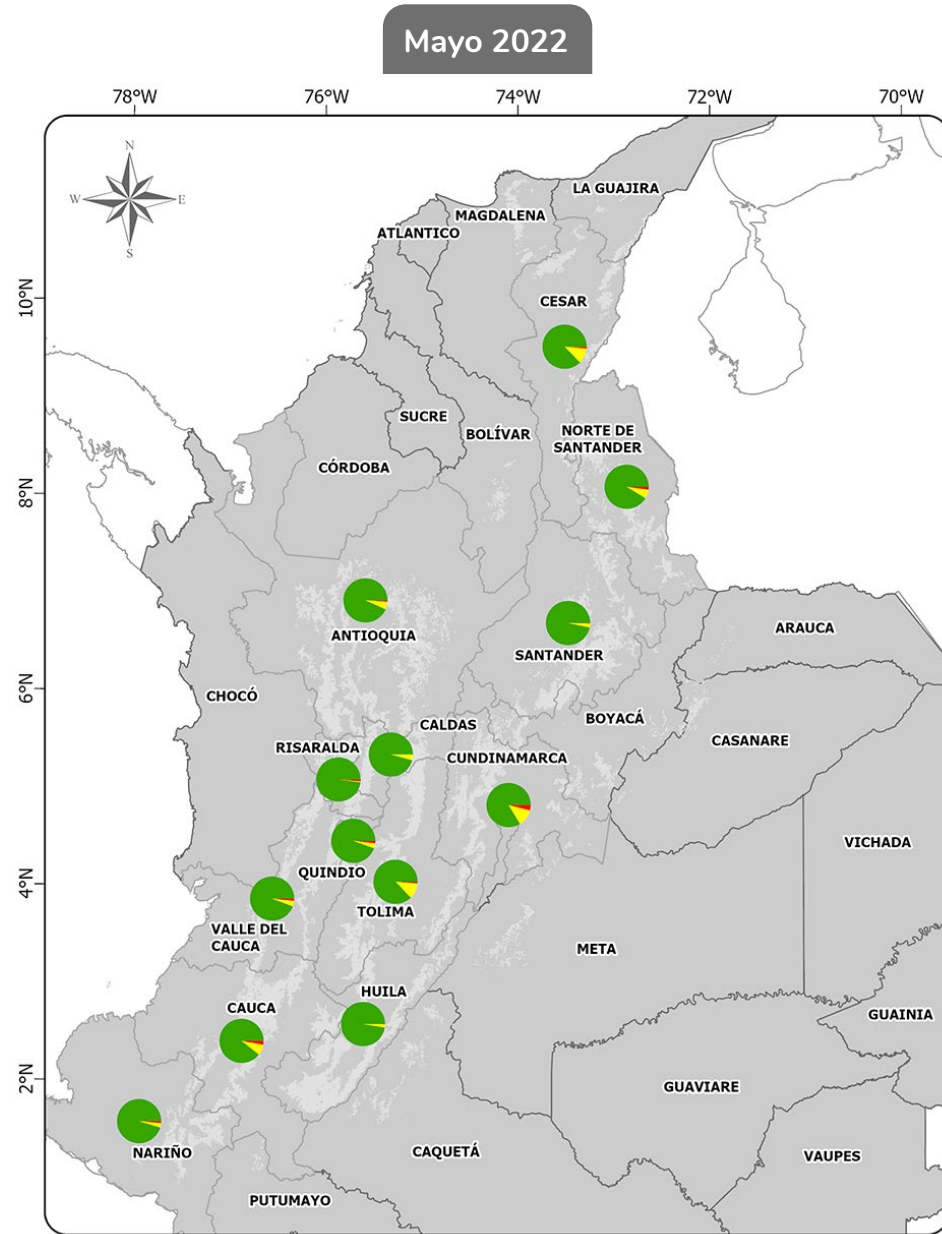 Mayo 2022
78°W
76°W
74°W
72°W
70°W
N
W
E
S
LA GUAJIRA
MAGDALENA
ATLANTICO
10°N
CESAR
SUCRE
BOLÍVAR
NORTE DE
SANTANDER
CÓRDOBA
8°N
ANTIOQUIA
ARAUCA
SANTANDER
6°N
CHOCÓ
BOYACÁ
CALDAS
CASANARE
RISARALDA
CUNDINAMARCA
VICHADA
4°N
QUINDIO
TOLIMA
VALLE DEL
CAUCA
META
HUILA
CAUCA
GUAINIA
2°N
GUAVIARE
NARIÑO
CAQUETÁ
VAUPES
PUTUMAYO